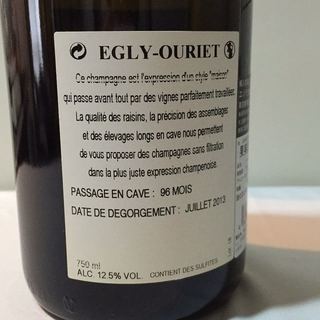 EGLY-OURIET
Ce champagne est l'expression d'un style "maison"
qui passe avant tout par des vignes parfaitement travaillées.
La qualité des raisins, la précision des assemblages
et des élevages longs en cave nous permettent
de vous proposer des champagnes sans filtration
dans la plus juste expression champenoise.
PASSAGE EN CAVE : 96 MOIS
DATE DE DEGORGEMENT : JUILLET 2013
750 ml
ALC 12.5% VOL. CONTIENT DES SULFITES